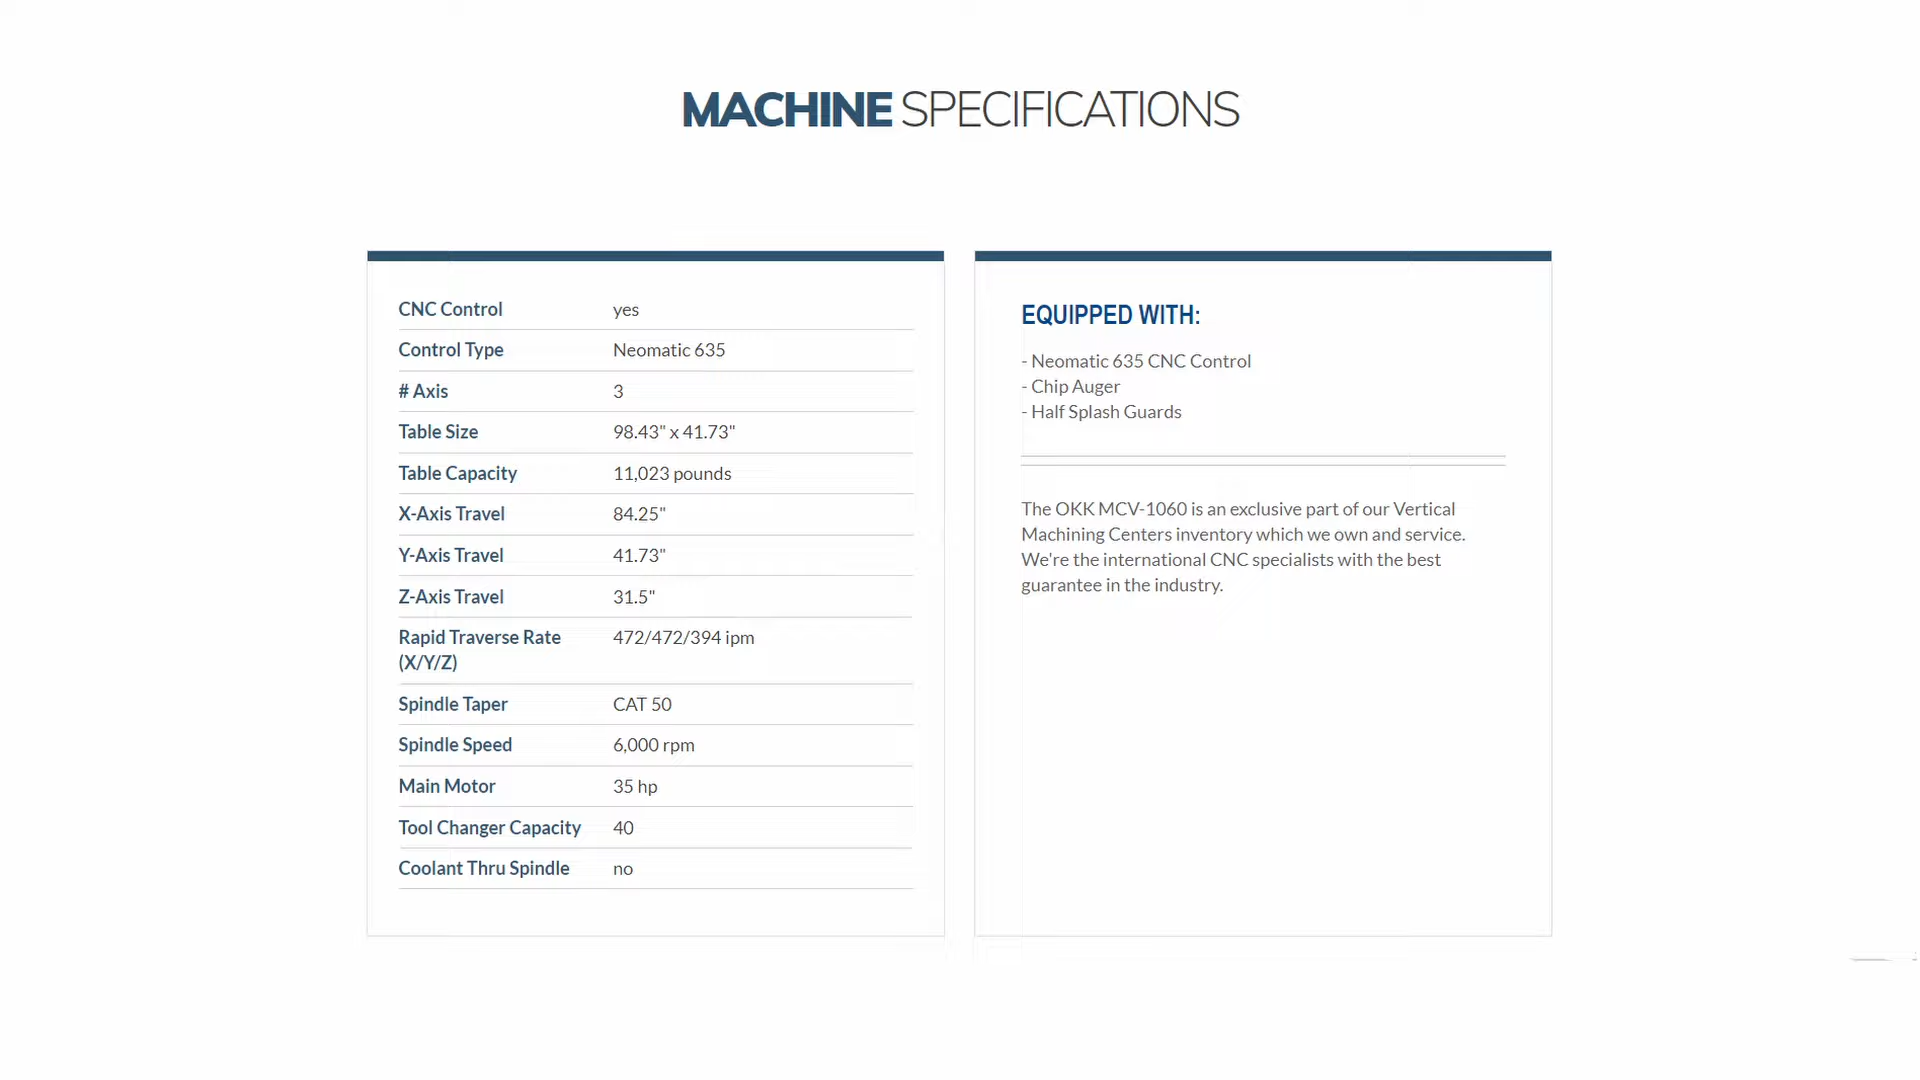 MACHINE SPECIFICATIONS
CNC Control yes
Control Type Neomatic 635
# Axis 3
Table Size 98.43" x 41.73"
Table Capacity 11,023 pounds
X-Axis Travel 84.25"
Y-Axis Travel 41.73"
Z-Axis Travel 31.5"
Rapid Traverse Rate 472/472/394 ipm
(X/Y/Z)
Spindle Taper CAT 50
Spindle Speed 6,000 rpm
Main Motor 35 hp
Tool Changer Capacity 40
Coolant Thru Spindle no
EQUIPPED WITH:
- Neomatic 635 CNC Control
- Chip Auger
- Half Splash Guards
The OKK MCV-1060 is an exclusive part of our Vertical
Machining Centers inventory which we own and service.
We're the international CNC specialists with the best
guarantee in the industry.